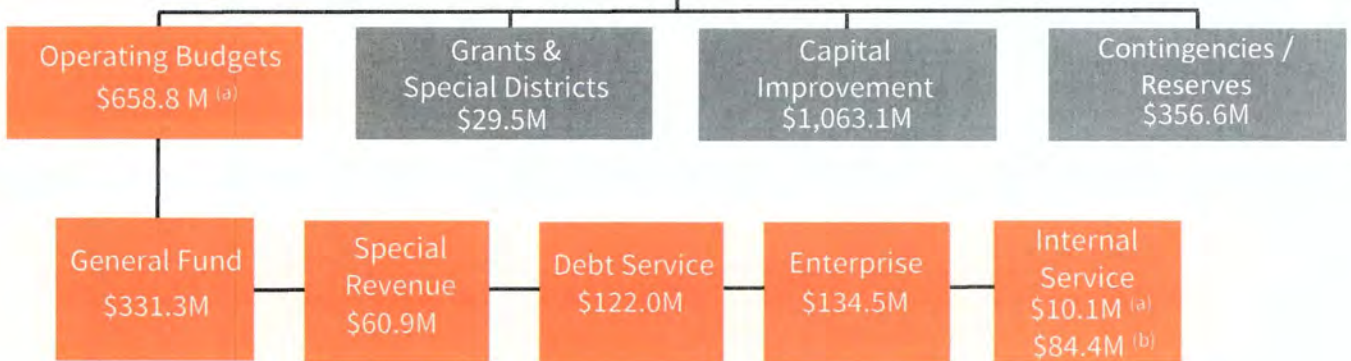 Operating Budgets
$658.8 M (a)
Grants &
Special Districts
$29.5M
Capital
Improvement
$1,063.1M
Contingencies /
Reserves
$356.6M
General Fund
$331.3M
Special
Revenue
$60.9M
Debt Service
$122.0M
Enterprise
$134.5M
Internal
Service
$10.1M (a)
$84.4M (b)